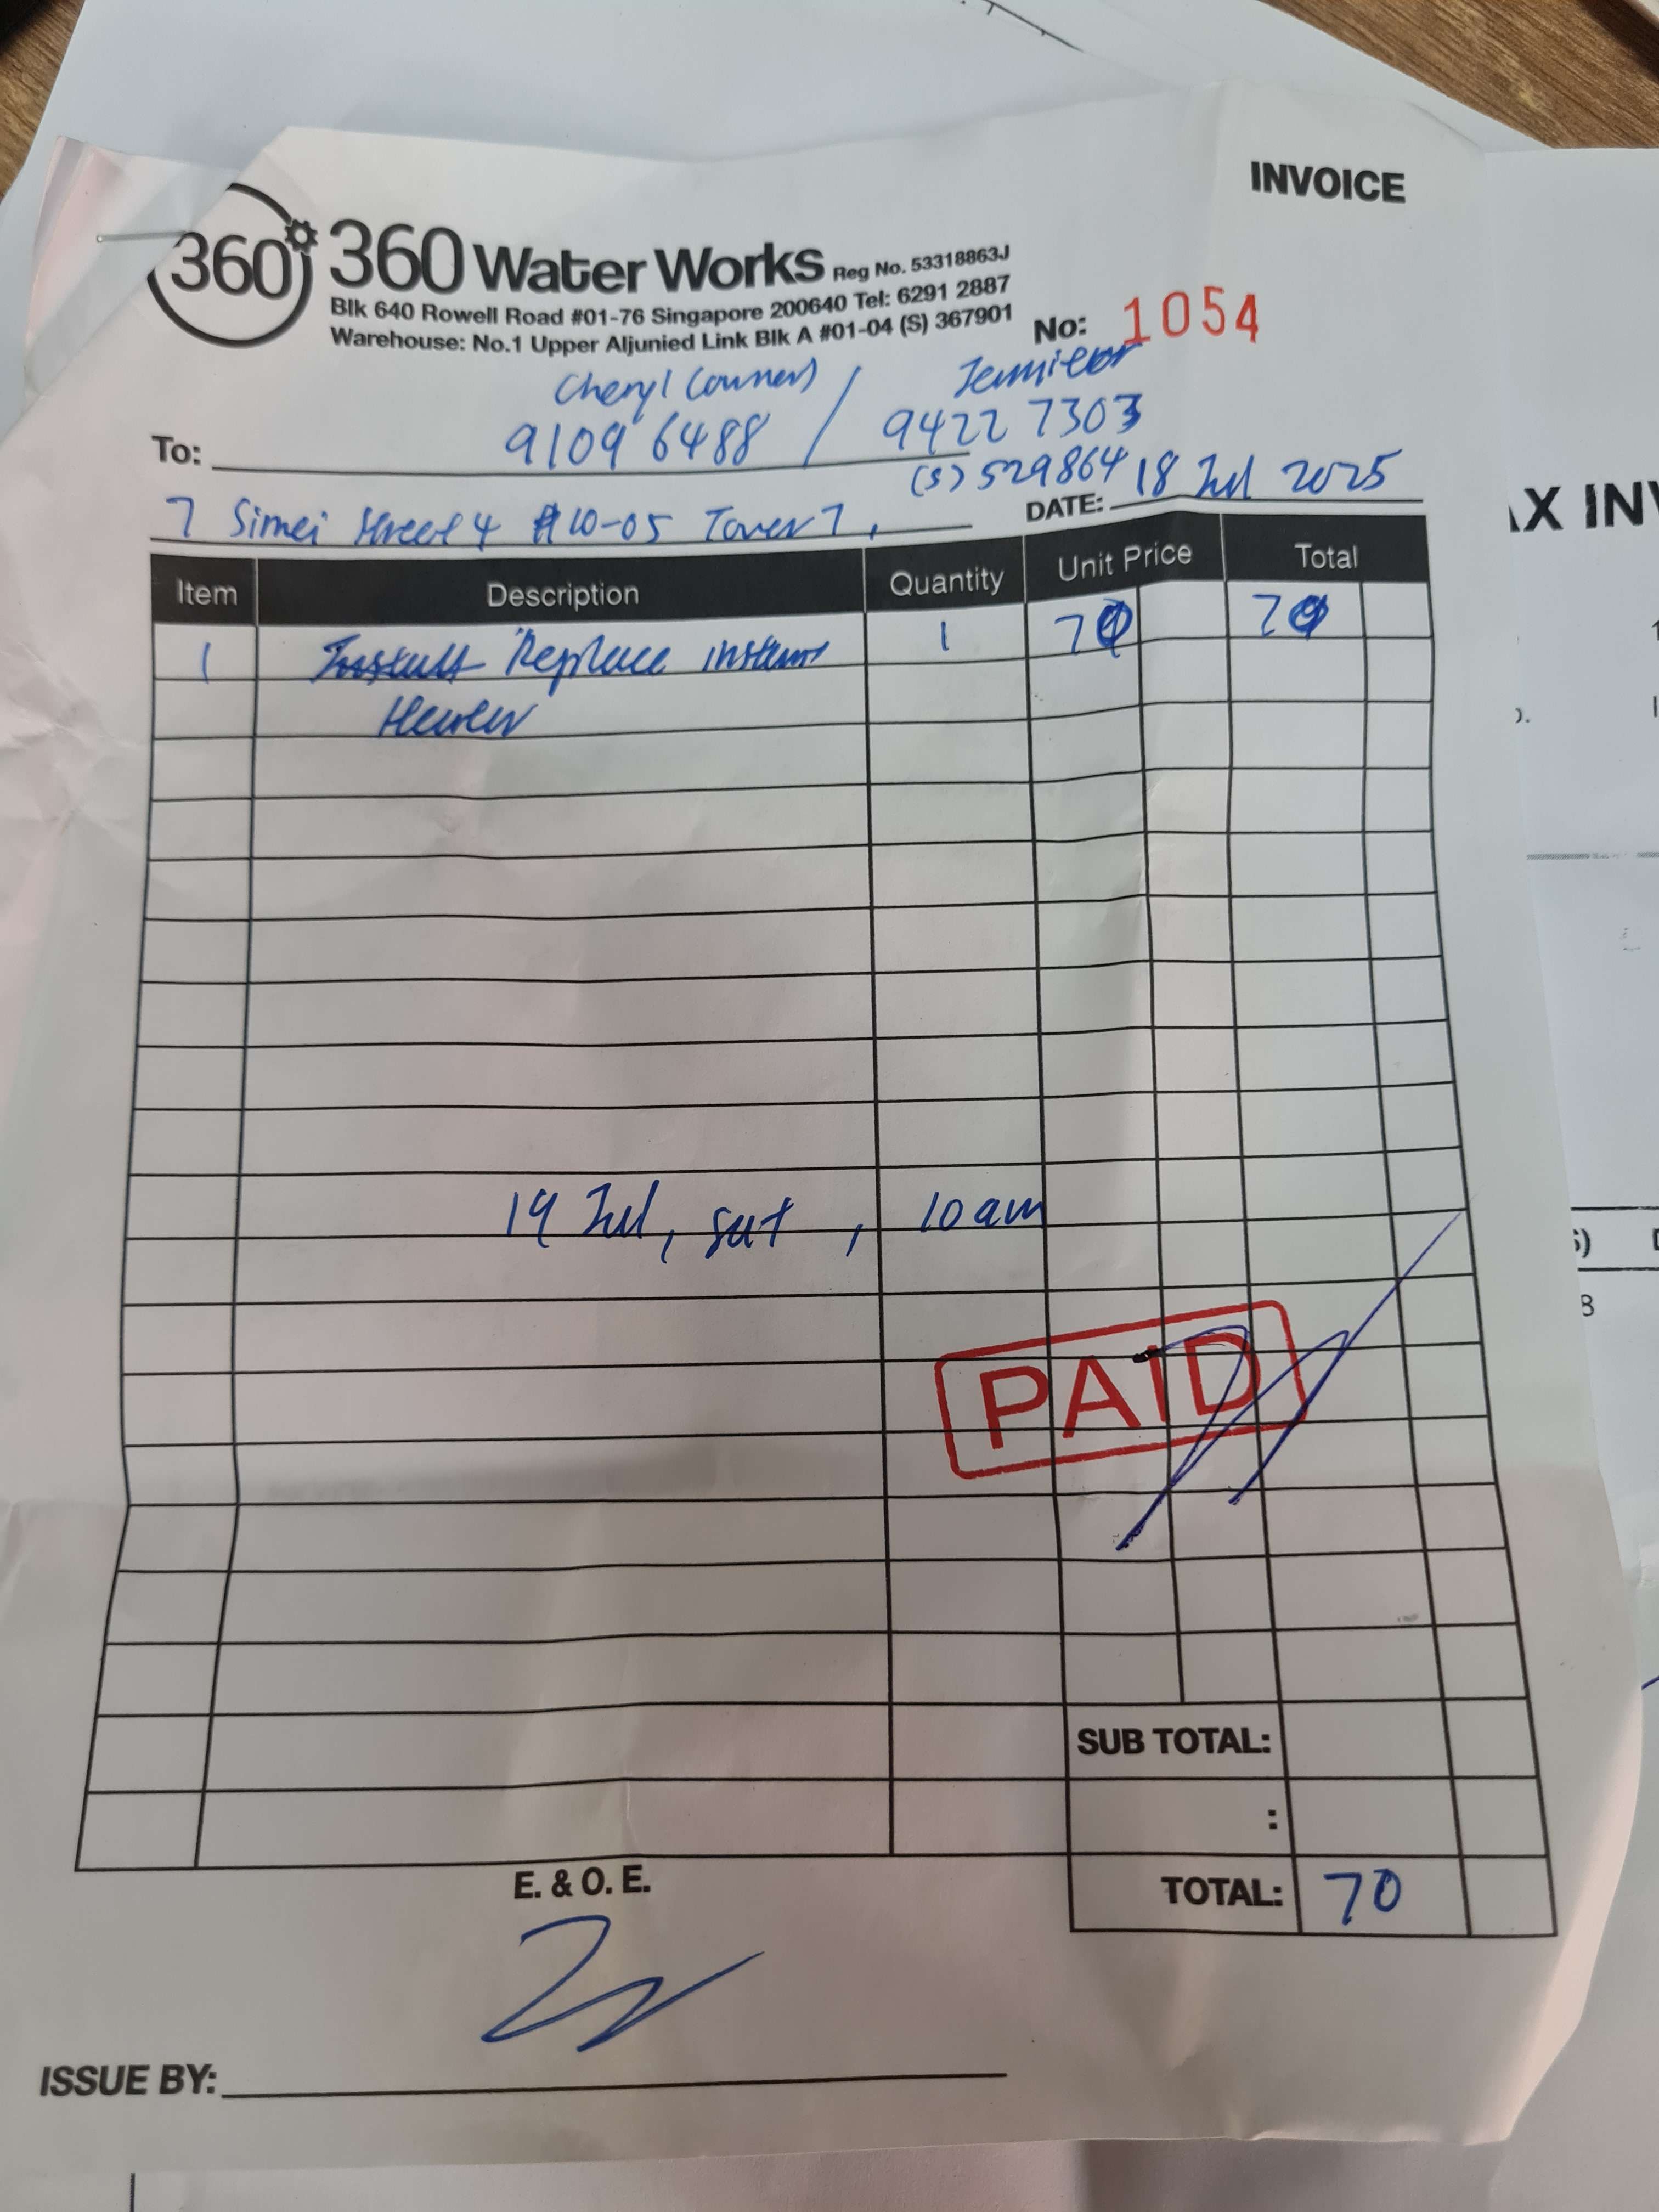 INVOICE
360
360 Water Works Reg No. 53318863J
Blk 640 Rowell Road #01-76 Singapore 200640 Tel: 6291 2887
Warehouse: No.1 Upper Aljunied Link Blk A #01-04 (S) 367901
No: 1054
Cheryl (owner) / Jennifer
To: 9109 6488 / 9422 7303
7 Simei Street 4 #10-05 Tower 7, (S) 529864
DATE: 18 Jul 2025
Item Description Quantity Unit Price Total
1 Install Replace instant 1 70 70
Heater
19 Jul, sat, 10am
PAID
SUB TOTAL:
:
TOTAL: 70
E. & O. E.
ISSUE BY:
AX INV